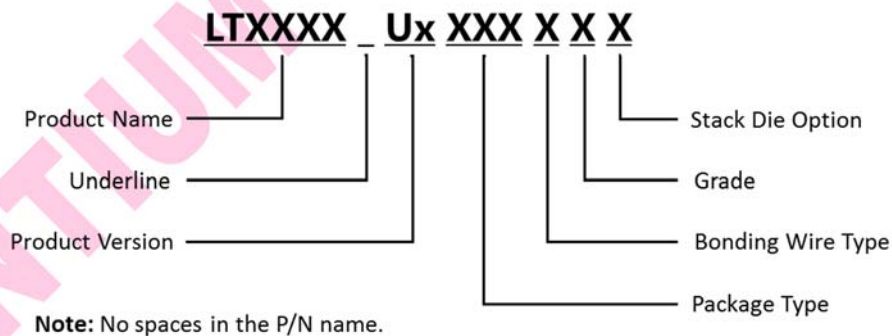 LTXXXX _ Ux XXX X X X
Product Name
Stack Die Option
Underline
Grade
Product Version
Bonding Wire Type
Package Type
Note: No spaces in the P/N name.
NTIUM